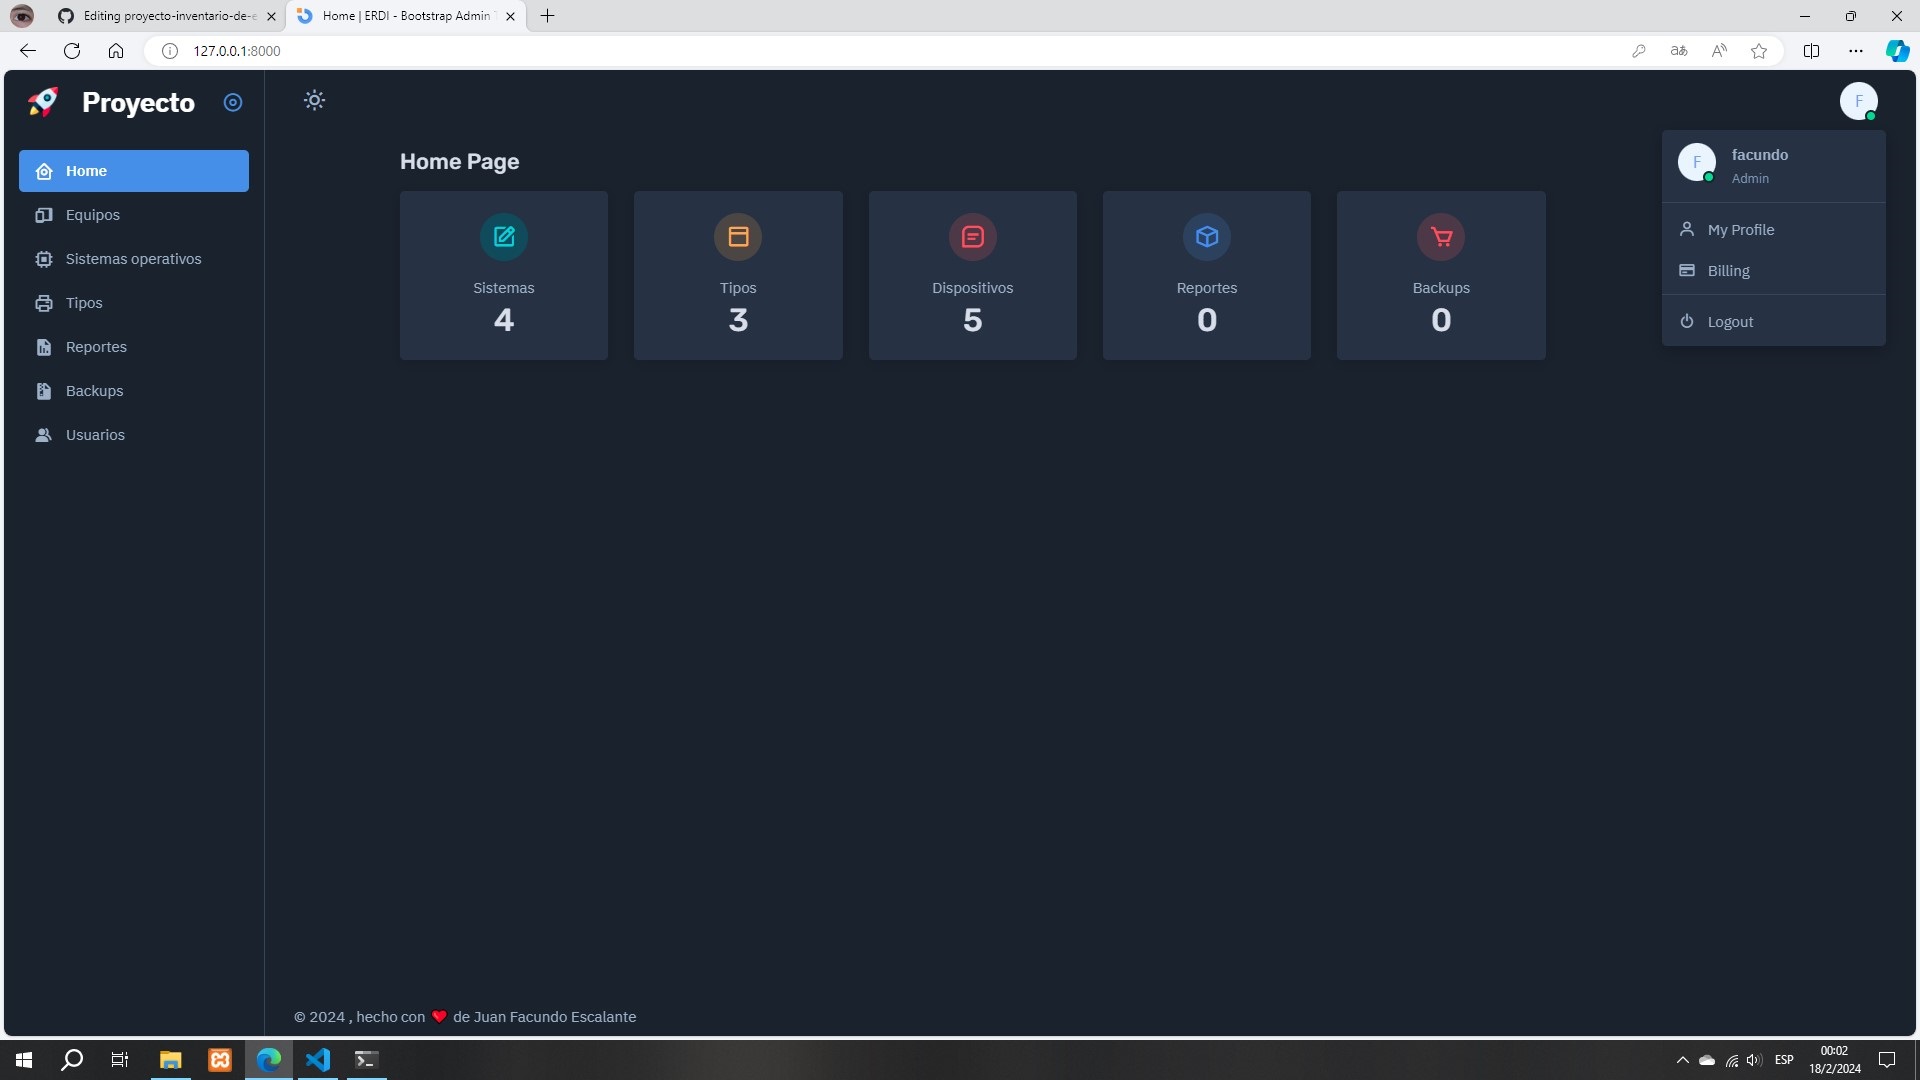 Editing proyecto-inventario-de-e
Home | ERDI - Bootstrap Admin T
127.0.0.1:8000
aあ
A
Proyecto
F
Home
Equipos
Sistemas operativos
Tipos
Reportes
Backups
Usuarios
Home Page
Sistemas
4
Tipos
3
Dispositivos
5
Reportes
0
Backups
0
F
facundo
Admin
My Profile
Billing
Logout
© 2024 , hecho con ❤️ de Juan Facundo Escalante
ESP
00:02
18/2/2024